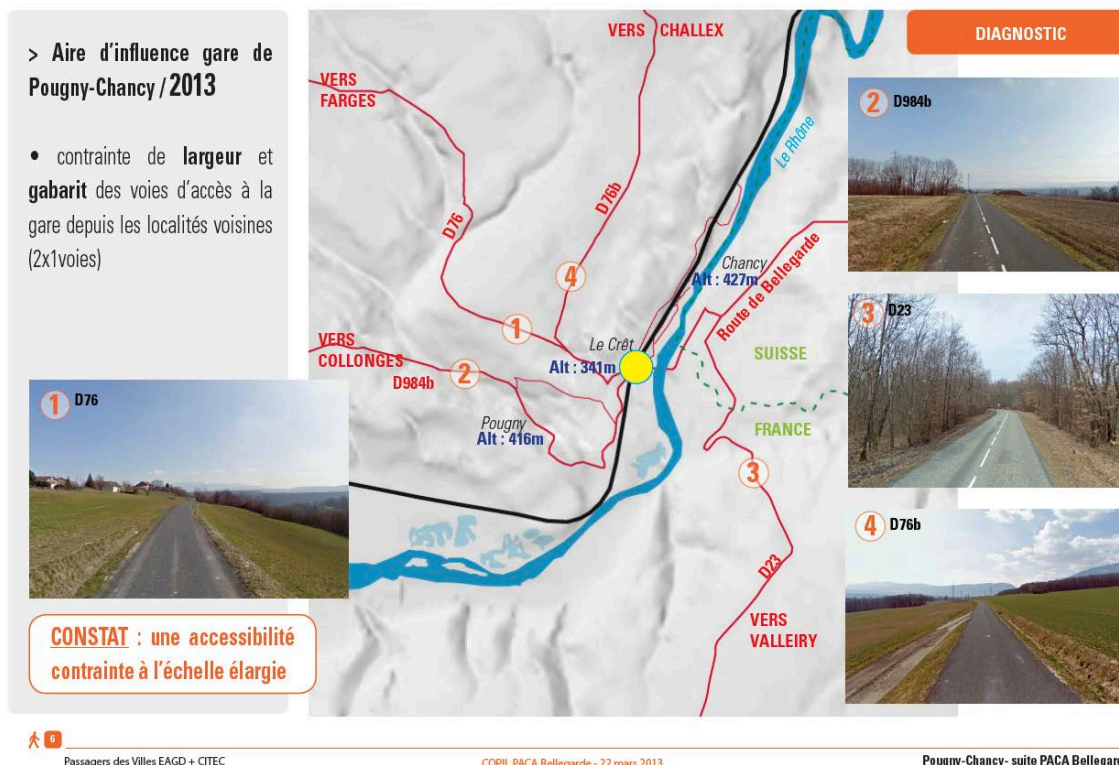 > Aire d'influence gare de
Pougny-Chancy / 2013
• contrainte de largeur et
gabarit des voies d'accès à la
gare depuis les localités voisines
(2x1voies)
DIAGNOSTIC
VERS CHALLEX
VERS
FARGES
Le Rhône
D76
D76b
4
Chancy
Alt : 427m
Route de Bellegarde
1
Le Crêt
Alt : 341m
VERS
COLLONGES
D984b
2
SUISSE
FRANCE
Pougny
Alt : 416m
3
D23
VERS
VALLEIRY
1 D76
2 D984b
3 D23
4 D76b
CONSTAT : une accessibilité
contrainte à l'échelle élargie
6
Passagers des Villes EAGD + CITEC
COPIL PACA Bellegarde - 22 mars 2013
Pougny-Chancy- suite PACA Bellegar